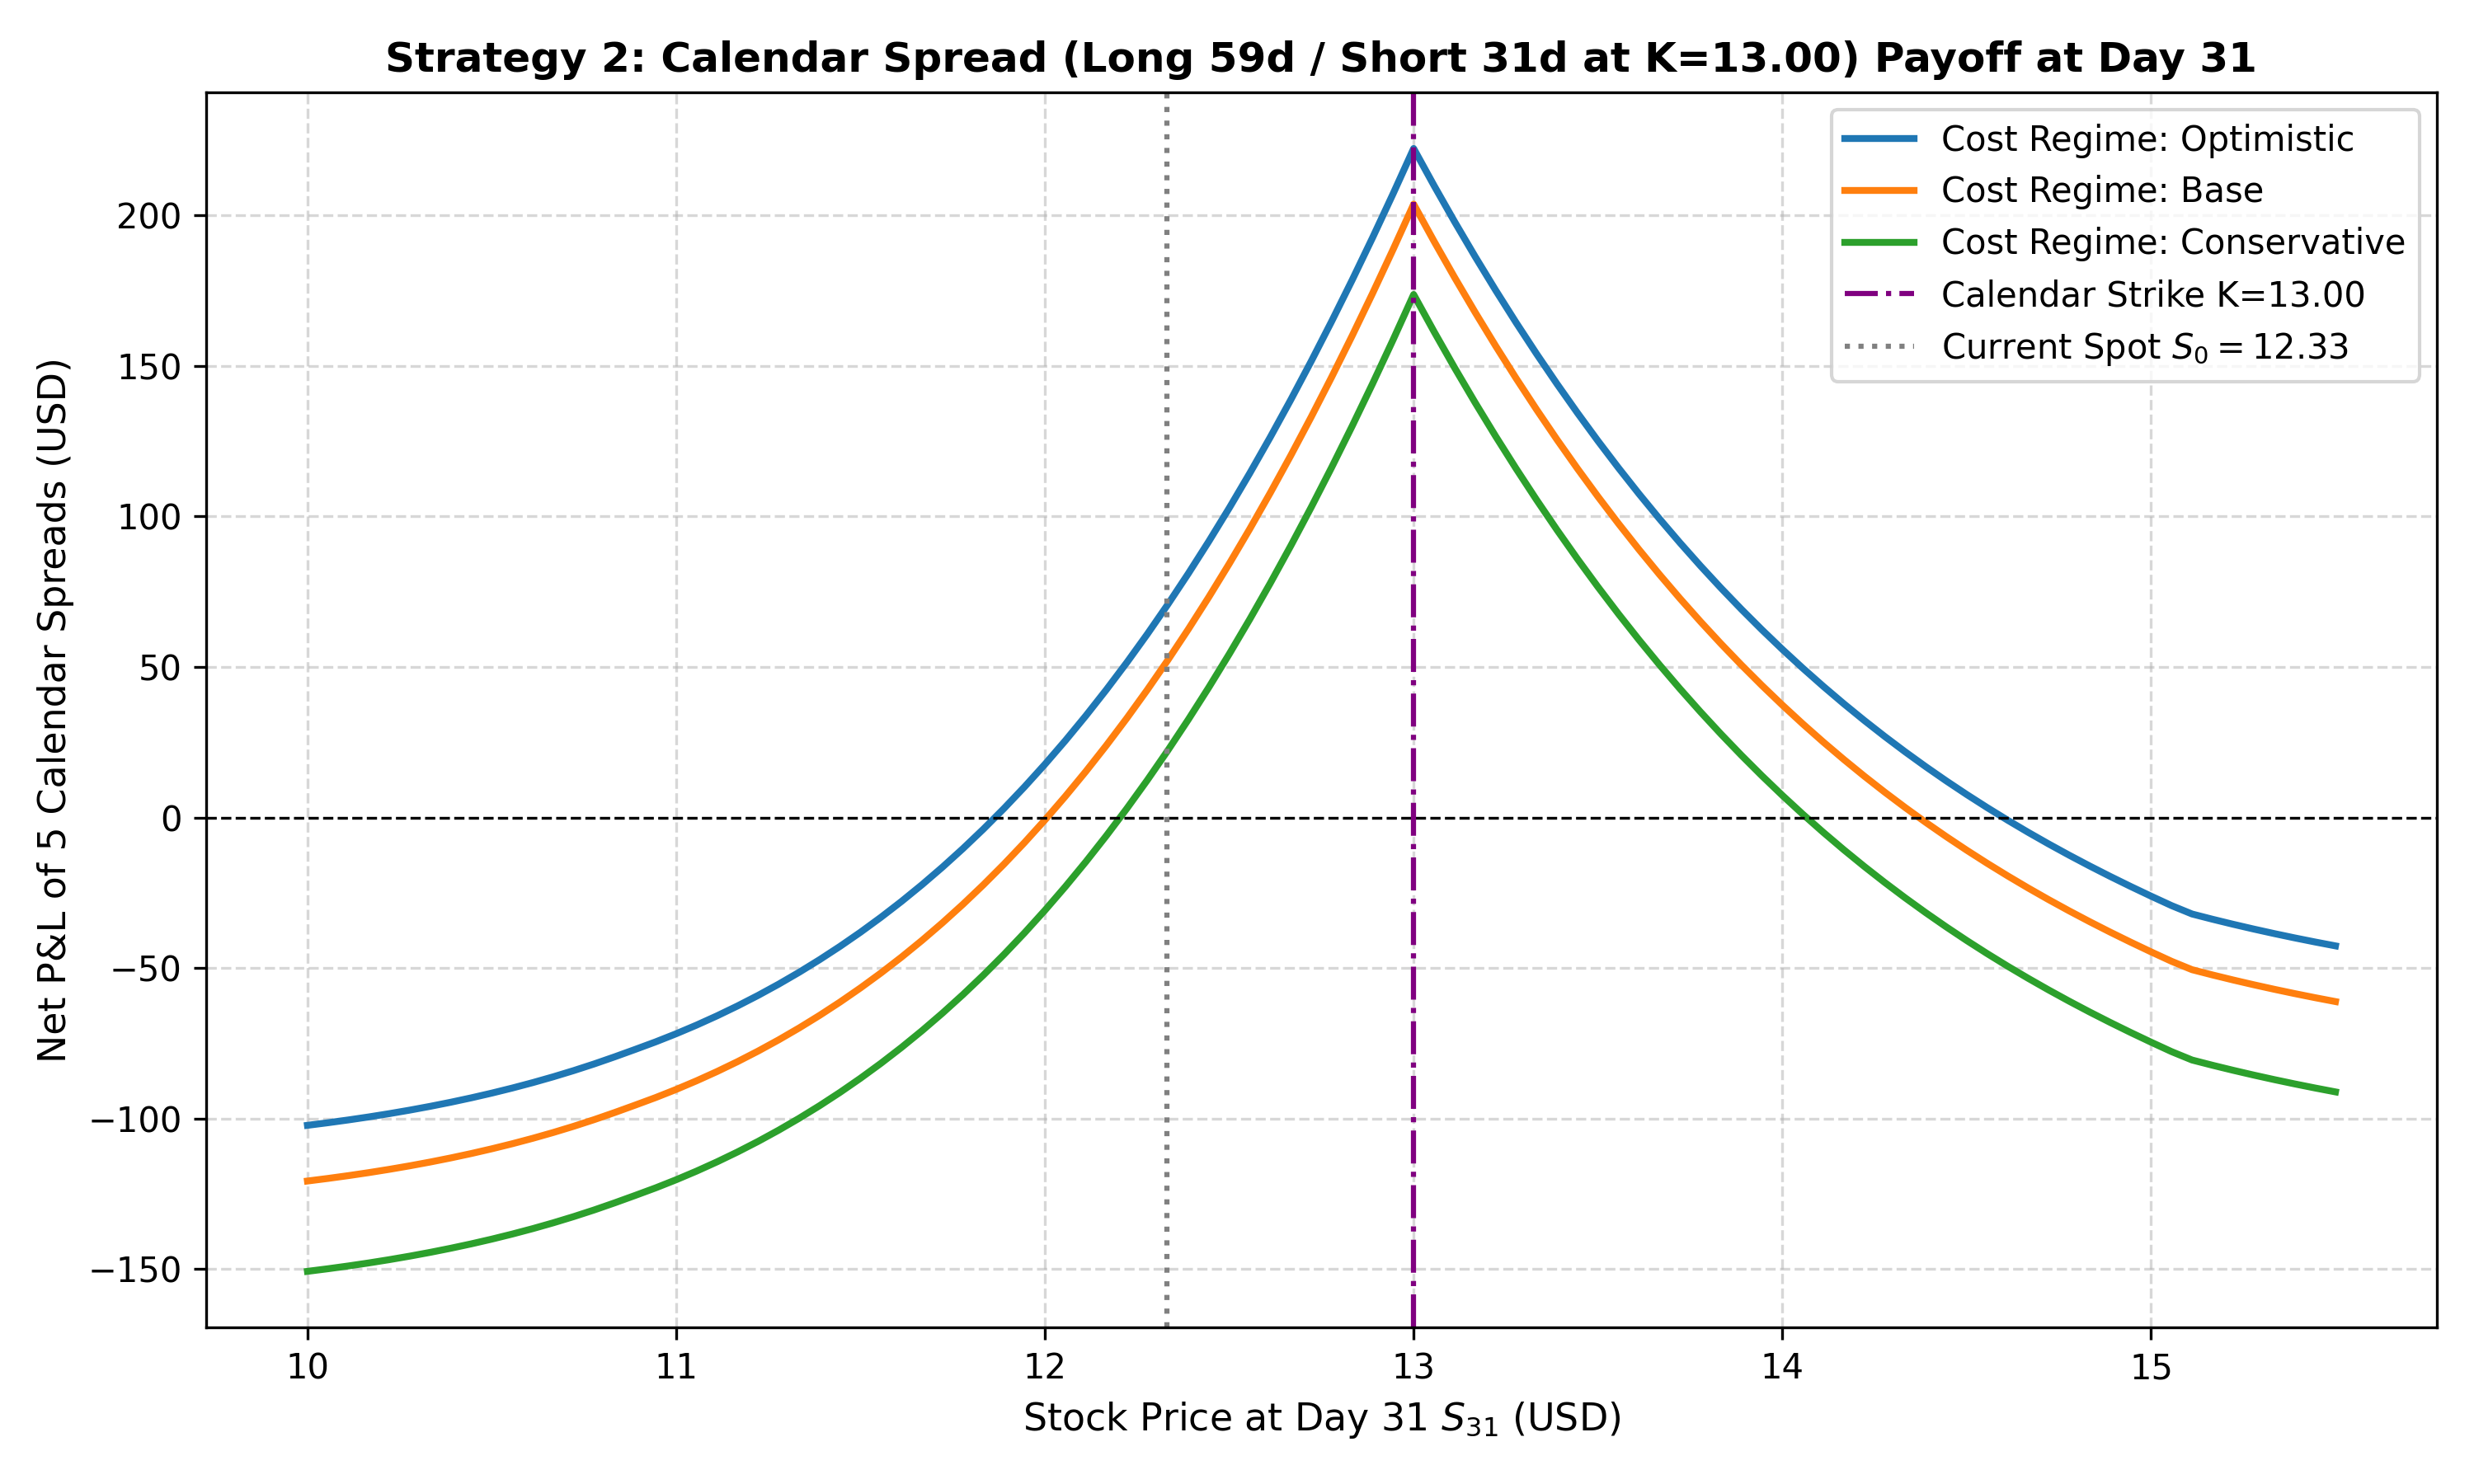 Strategy 2: Calendar Spread (Long 59d / Short 31d at K=13.00) Payoff at Day 31
Net P&L of 5 Calendar Spreads (USD)
200
150
100
50
0
−50
−100
−150
Cost Regime: Optimistic
Cost Regime: Base
Cost Regime: Conservative
Calendar Strike K=13.00
Current Spot S₀ = 12.33
10 11 12 13 14 15
Stock Price at Day 31 S₃₁ (USD)